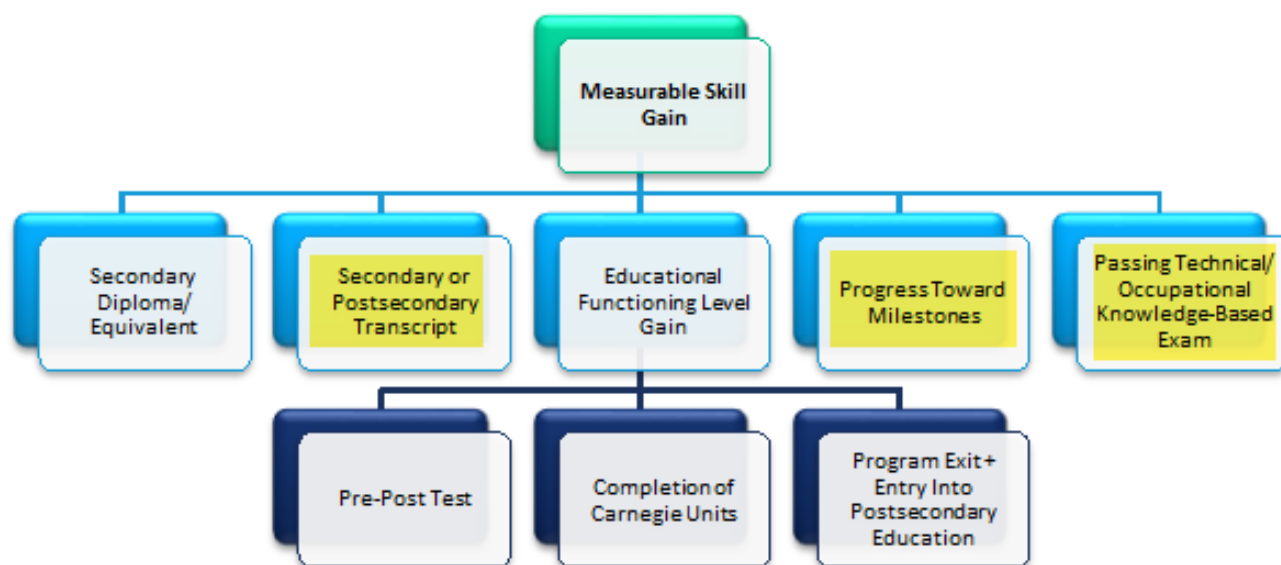 Measurable Skill
Gain
Secondary
Diploma/
Equivalent
Secondary or
Postsecondary
Transcript
Educational
Functioning Level
Gain
Progress Toward
Milestones
Passing Technical/
Occupational
Knowledge-Based
Exam
Pre-Post Test
Completion of
Carnegie Units
Program Exit +
Entry Into
Postsecondary
Education